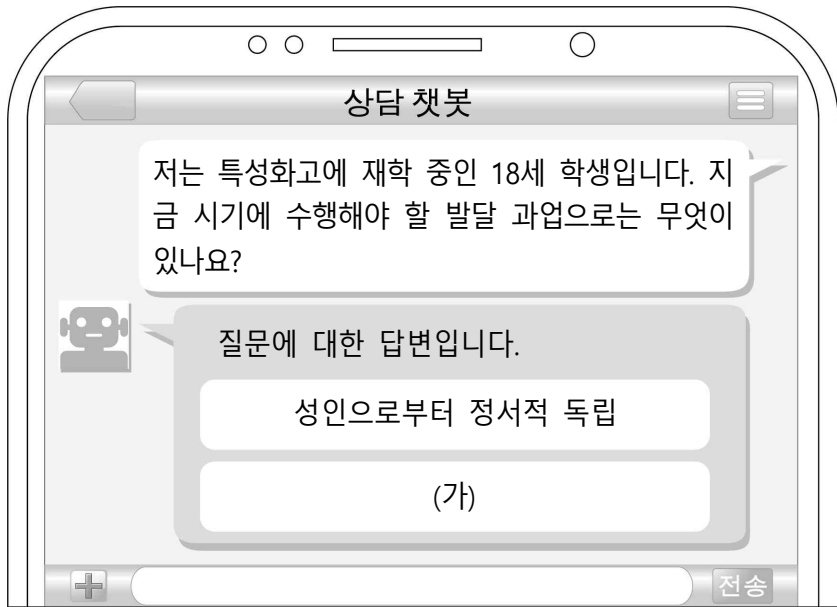 상담 챗봇
저는 특성화고에 재학 중인 18세 학생입니다. 지
금 시기에 수행해야 할 발달 과업으로는 무엇이
있나요?
질문에 대한 답변입니다.
성인으로부터 정서적 독립
(가)
전송